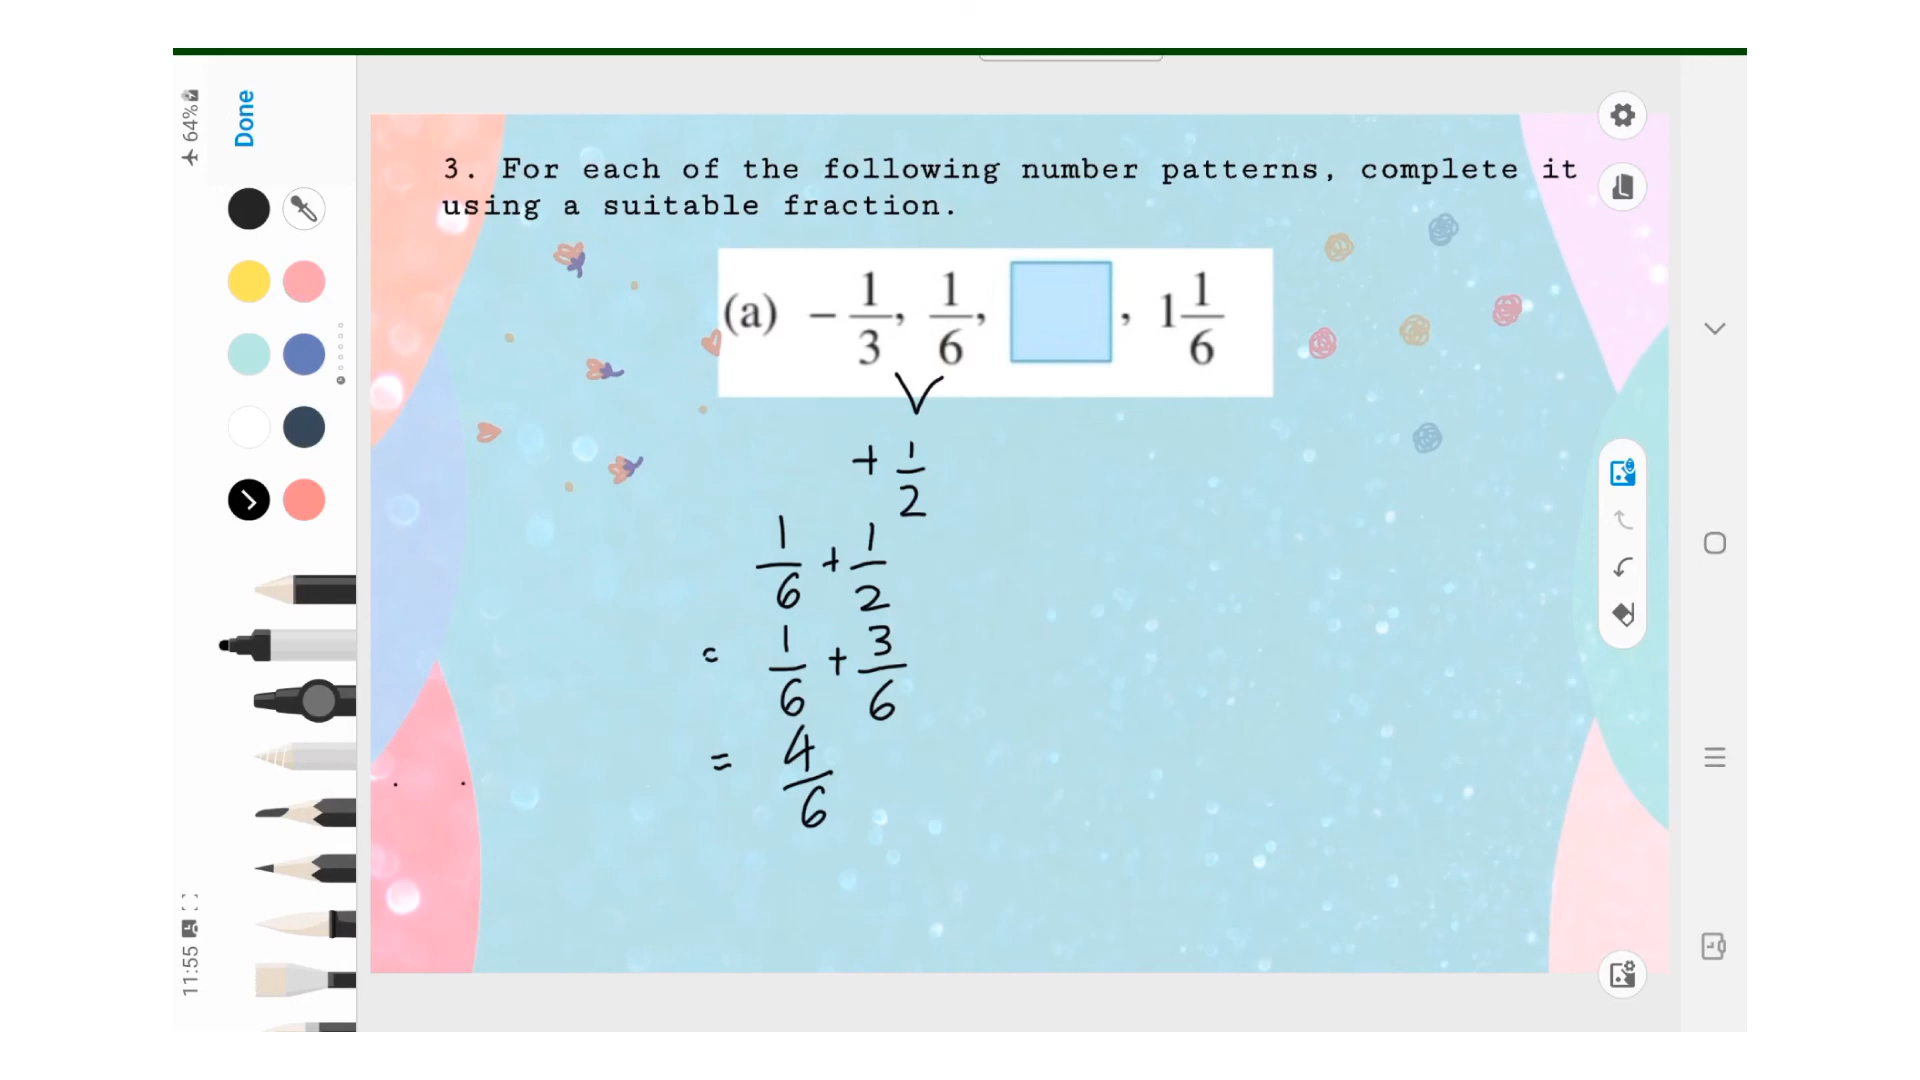 64%
Done
3. For each of the following number patterns, complete it
using a suitable fraction.
(a) - 1/3, 1/6, , 1 1/6
+ 1/2
1/6 + 1/2
= 1/6 + 3/6
= 4/6
11:55